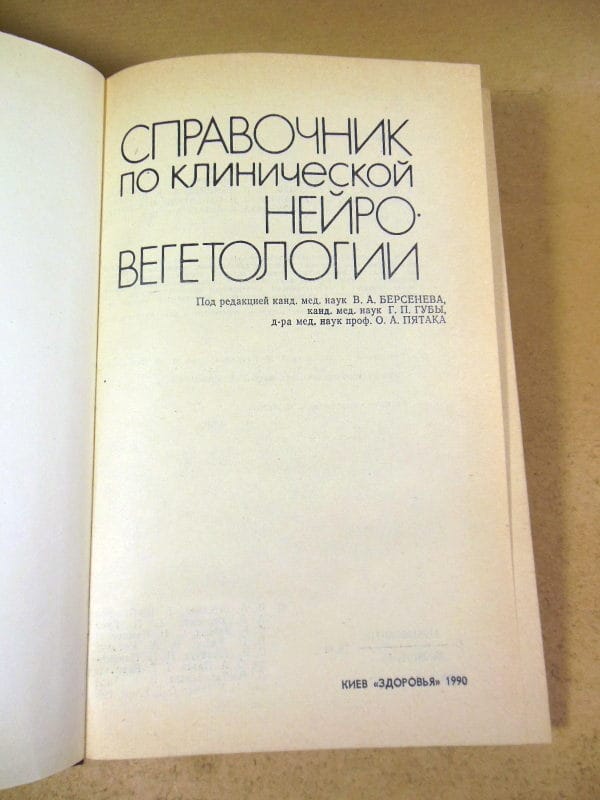 СПРАВОЧНИК
ПО КЛИНИЧЕСКОЙ
НЕЙРО-
ВЕГЕТОЛОГИИ
Под редакцией канд. мед. наук В. А. БЕРСЕНЕВА,
канд. мед. наук Г. П. ГУБЫ,
д-ра мед. наук проф. О. А. ПЯТАКА
КИЕВ «ЗДОРОВЬЯ» 1990